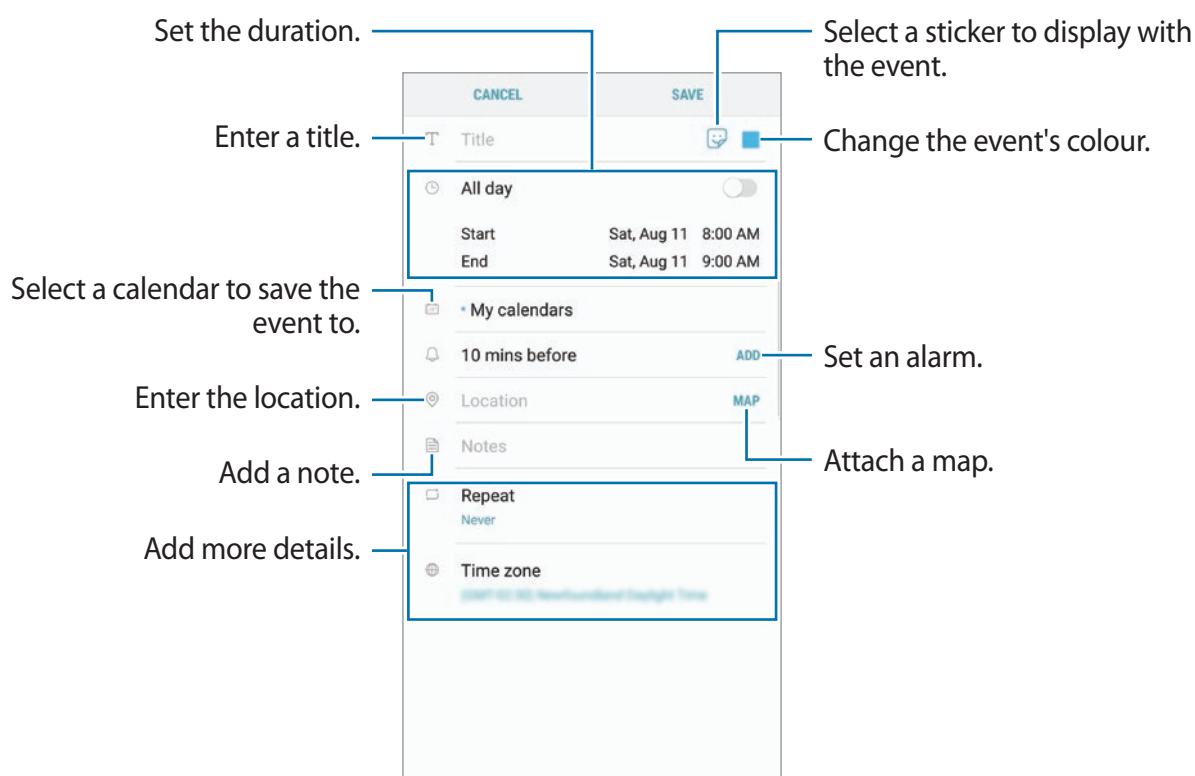 Set the duration.
Select a sticker to display with
the event.
CANCEL SAVE
Enter a title.
T Title
Change the event's colour.
All day
Start Sat, Aug 11 8:00 AM
End Sat, Aug 11 9:00 AM
Select a calendar to save the
event to.
My calendars
10 mins before ADD
Set an alarm.
Enter the location.
Location MAP
Notes
Add a note.
Attach a map.
Repeat
Never
Add more details.
Time zone